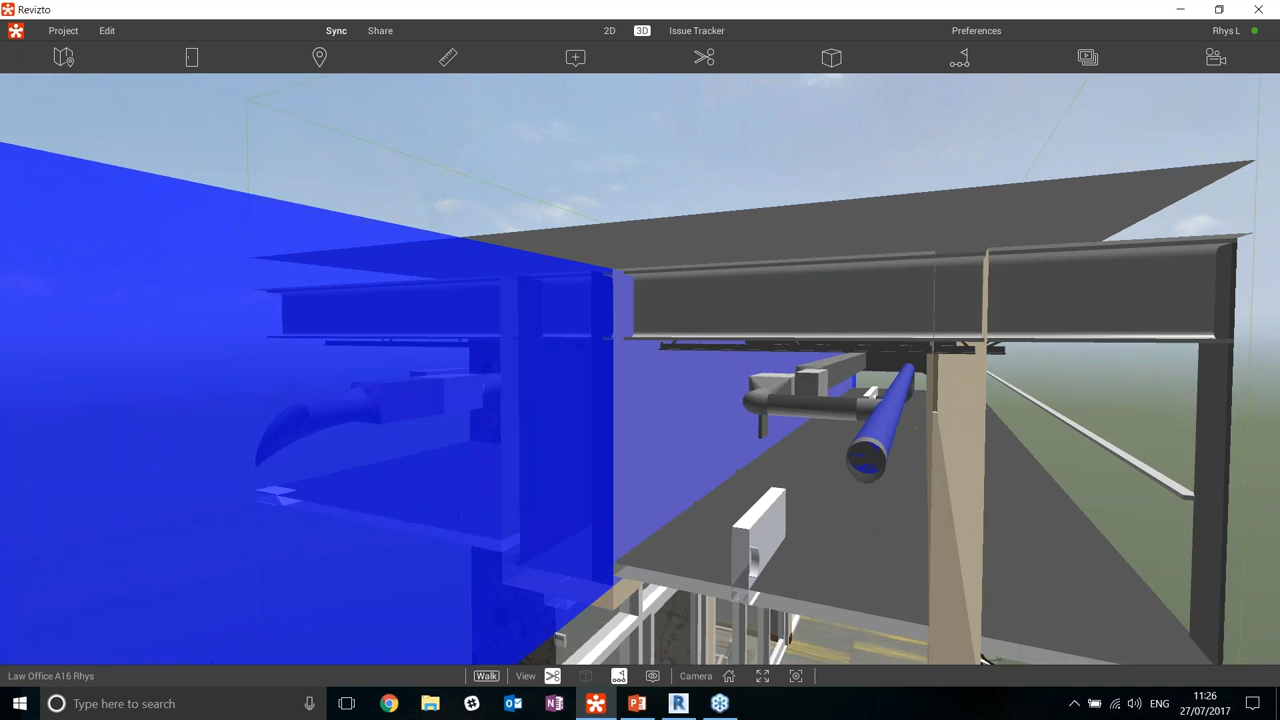 Revizto
Project Edit Sync Share 2D 3D Issue Tracker Preferences Rhys L
Law Office A16 Rhys Walk View Camera
Type here to search
ENG
11:26
27/07/2017